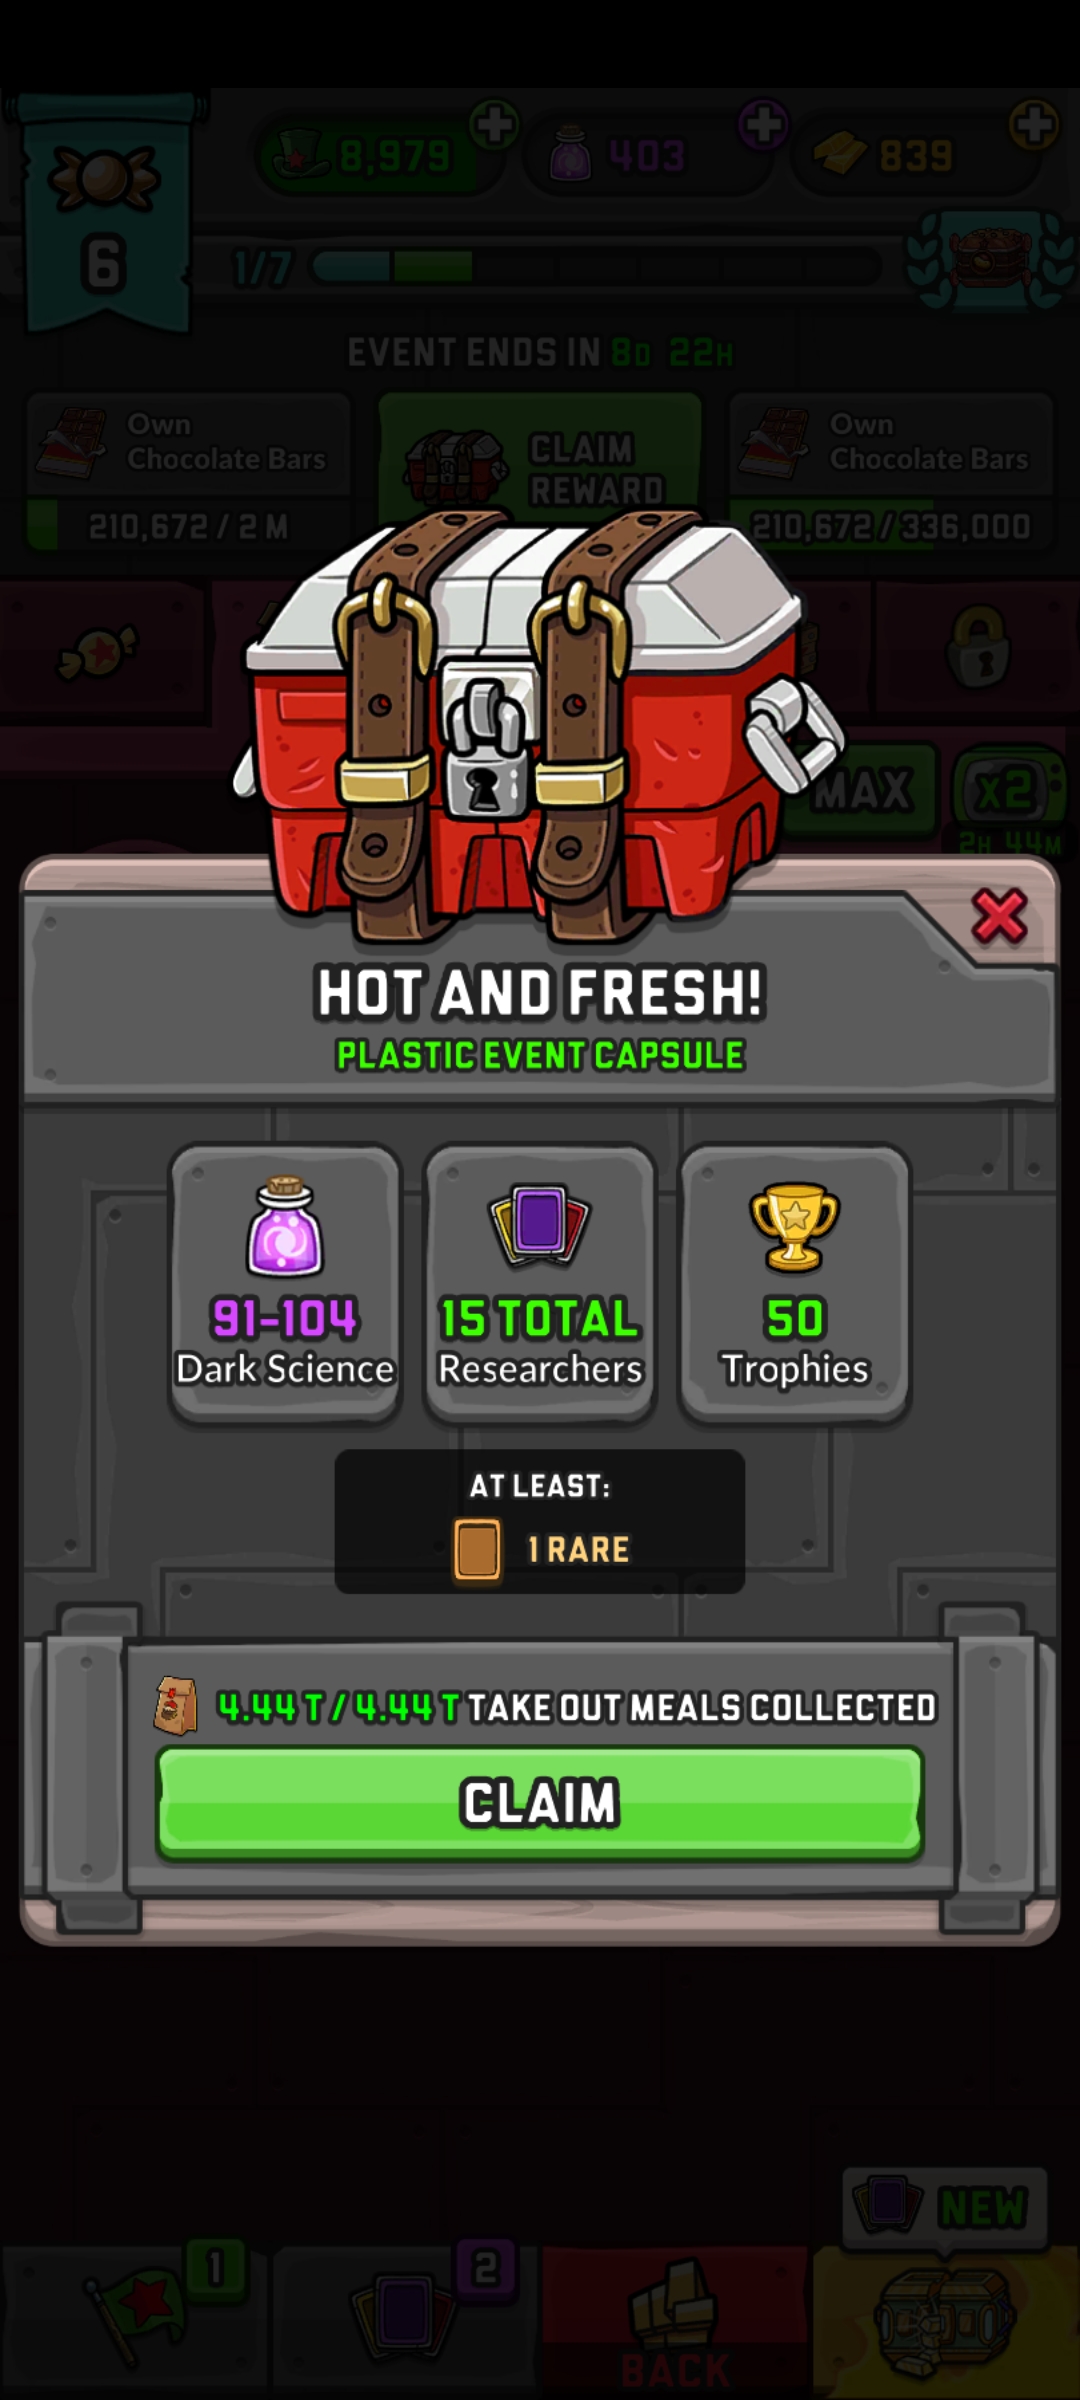 8,979
403
839
6
1/7
EVENT ENDS IN 8D 22H
Own
Chocolate Bars
210,672 / 2 M
CLAIM
REWARD
Own
Chocolate Bars
210,672 / 336,000
MAX
x2
2H 44M
HOT AND FRESH!
PLASTIC EVENT CAPSULE
91-104
Dark Science
15 TOTAL
Researchers
50
Trophies
AT LEAST:
1 RARE
4.44 T / 4.44 T TAKE OUT MEALS COLLECTED
CLAIM
NEW
1
2
BACK